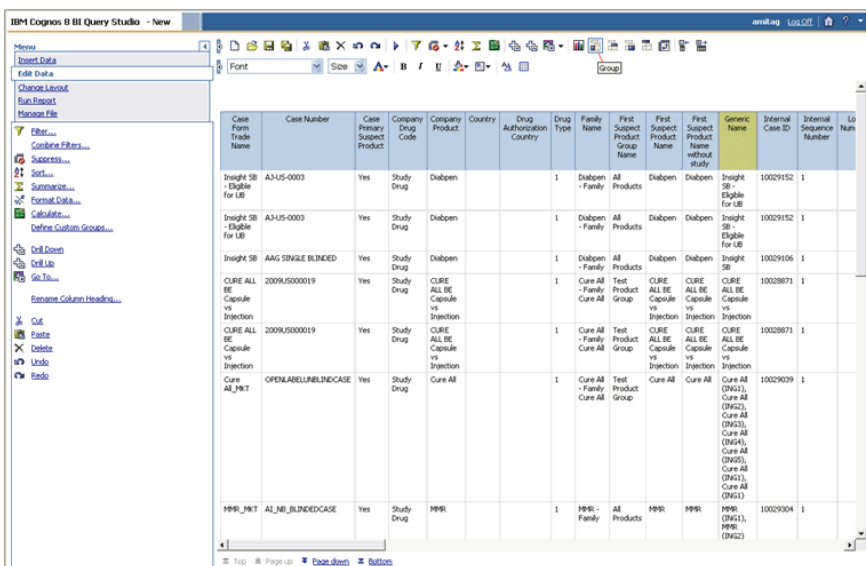 IBM Cognos 8 BI Query Studio - New
amitag Log Off ?
Menu
Insert Data
Edit Data
Change Layout
Run Report
Manage File
Filter...
Combine Filters...
Suppress...
Sort...
Summarize...
Format Data...
Calculate...
Define Custom Groups...
Drill Down
Drill Up
Go To...
Rename Column Heading...
Cut
Paste
Delete
Undo
Redo
Font Size A B I U
Group
Case Form Trade Name Case Number Case Primary Suspect Product Company Drug Code Company Product Country Drug Authorization Country Drug Type Family Name First Suspect Product Group Name First Suspect Product Name First Suspect Product Name without study Generic Name Internal Case ID Internal Sequence Number Lo Num
Insight SB - Eligible for UB A3-US-0003 Yes Study Drug Diabpen 1 Diabpen - Family All Products Diabpen Diabpen Insight SB - Eligible for UB 10029152 1
Insight SB - Eligible for UB A3-US-0003 Yes Study Drug Diabpen 1 Diabpen - Family All Products Diabpen Diabpen Insight SB - Eligible for UB 10029152 1
Insight SB AAG SINGLE BLINDED Yes Study Drug Diabpen 1 Diabpen - Family All Products Diabpen Diabpen Insight SB 10029106 1
CURE ALL BE Capsule vs Injection 2009US000019 Yes Study Drug CURE ALL BE Capsule vs Injection 1 Cure All - Family Cure All Test Product Group CURE ALL BE Capsule vs Injection CURE ALL BE Capsule vs Injection CURE ALL BE Capsule vs Injection 10028871 1
CURE ALL BE Capsule vs Injection 2009US000019 Yes Study Drug CURE ALL BE Capsule vs Injection 1 Cure All - Family Cure All Test Product Group CURE ALL BE Capsule vs Injection CURE ALL BE Capsule vs Injection CURE ALL BE Capsule vs Injection 10028871 1
Cure All_MKT OPENLABELUNBLINDCASE Yes Study Drug Cure All 1 Cure All - Family Cure All Test Product Group Cure All Cure All Cure All (ING1), Cure All (ING2), Cure All (ING3), Cure All (ING4), Cure All (ING5), Cure All (ING1), Cure All (ING1) 10029039 1
MMR_MKT AI_NB_BLINDEDCASE Yes Study Drug MMR 1 MMR - Family All Products MMR MMR MMR (ING1), MMR (ING2) 10029304 1
Top Page up Page down Bottom